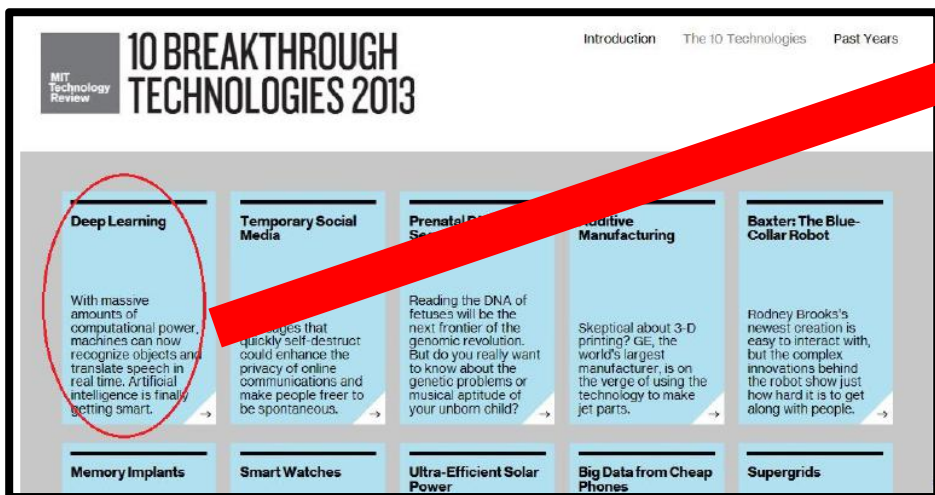 MIT
Technology
Review
10 BREAKTHROUGH
TECHNOLOGIES 2013
Introduction The 10 Technologies Past Years
Deep Learning
With massive
amounts of
computational power,
machines can now
recognize objects and
translate speech in
real time. Artificial
intelligence is finally
getting smart.
→
Temporary Social
Media
that
quickly self-destruct
could enhance the
privacy of online
communications and
make people freer to
be spontaneous.
→
Prenatal
Reading the DNA of
fetuses will be the
next frontier of the
genomic revolution.
But do you really want
to know about the
genetic problems or
musical aptitude of
your unborn child?
→
Manufacturing
Skeptical about 3-D
printing? GE, the
world's largest
manufacturer, is on
the verge of using the
technology to make
jet parts.
→
Baxter: The Blue-
Collar Robot
Rodney Brooks's
newest creation is
easy to interact with,
but the complex
innovations behind
the robot show just
how hard it is to get
along with people.
→
Memory Implants
Smart Watches
Ultra-Efficient Solar
Power
Big Data from Cheap
Phones
Supergrids